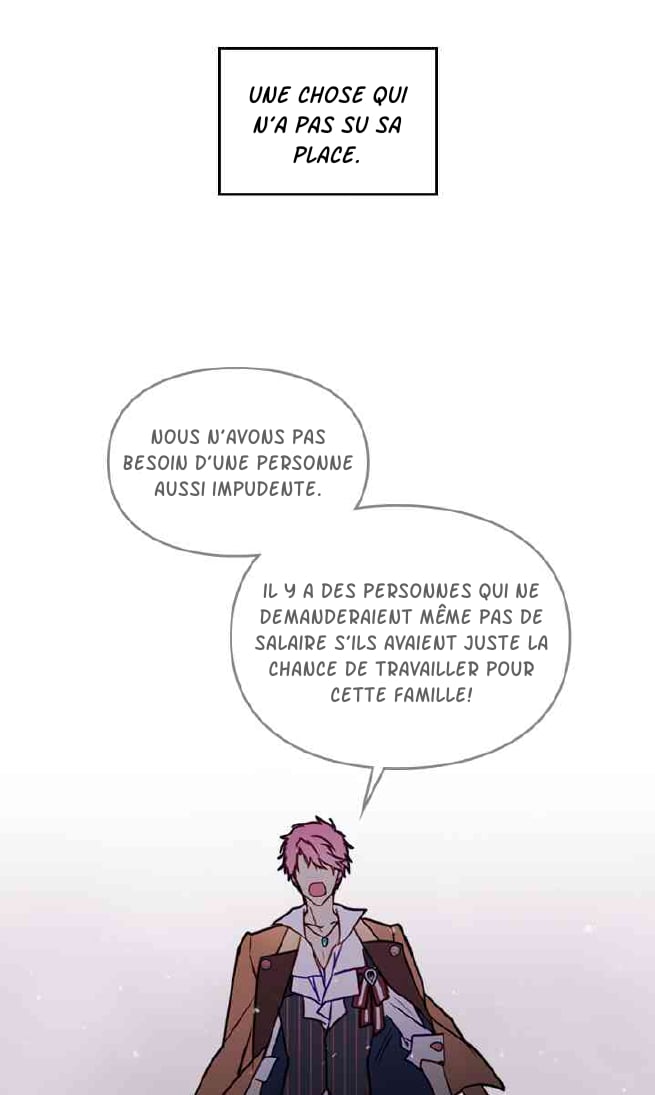 UNE CHOSE QUI
N'A PAS SU SA
PLACE.
NOUS N'AVONS PAS
BESOIN D'UNE PERSONNE
AUSSI IMPUDENTE.
IL Y A DES PERSONNES QUI NE
DEMANDERAIENT MÊME PAS DE
SALAIRE S'ILS AVAIENT JUSTE LA
CHANCE DE TRAVAILLER POUR
CETTE FAMILLE!